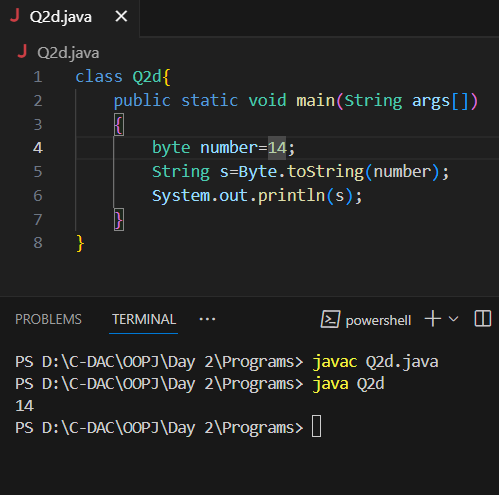 Q2d.java
Q2d.java
1 class Q2d{
2 public static void main(String args[])
3 {
4 byte number=14;
5 String s=Byte.toString(number);
6 System.out.println(s);
7 }
8 }
PROBLEMS TERMINAL ··· powershell
PS D:\C-DAC\OOPJ\Day 2\Programs> javac Q2d.java
PS D:\C-DAC\OOPJ\Day 2\Programs> java Q2d
14
PS D:\C-DAC\OOPJ\Day 2\Programs>